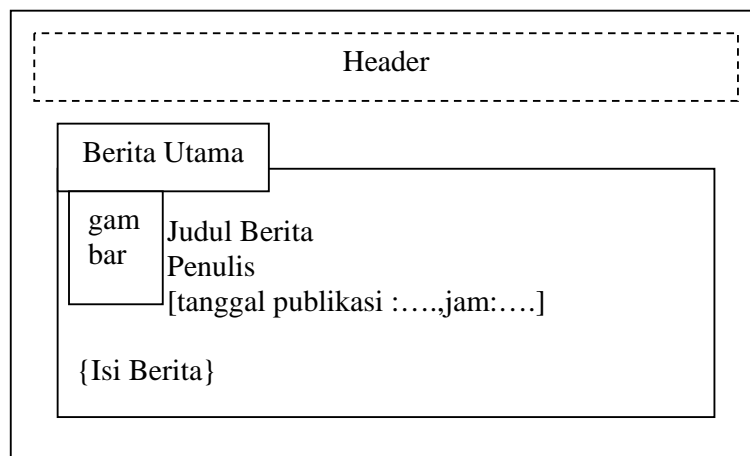 Header
Berita Utama
gam
bar
Judul Berita
Penulis
[tanggal publikasi :….,jam:….]
{Isi Berita}